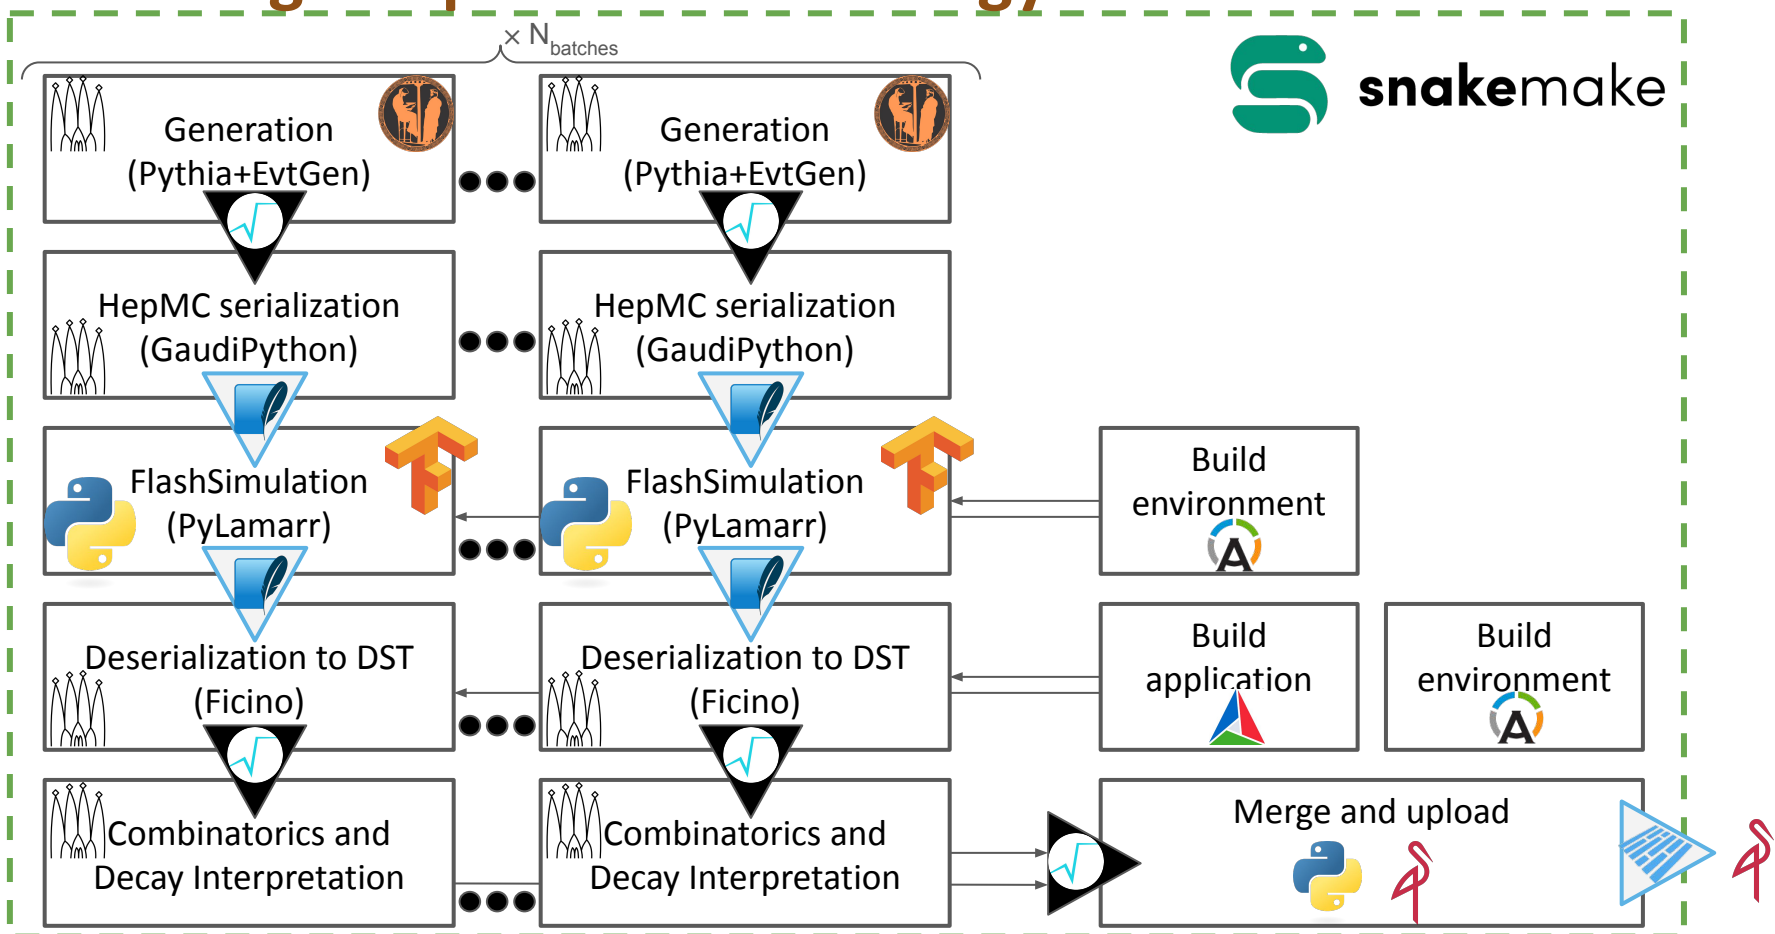 × N batches
snakemake
Generation
(Pythia+EvtGen)
Generation
(Pythia+EvtGen)
HepMC serialization
(GaudiPython)
HepMC serialization
(GaudiPython)
FlashSimulation
(PyLamarr)
FlashSimulation
(PyLamarr)
Build
environment
Deserialization to DST
(Ficino)
Deserialization to DST
(Ficino)
Build
application
Build
environment
Combinatorics and
Decay Interpretation
Combinatorics and
Decay Interpretation
Merge and upload